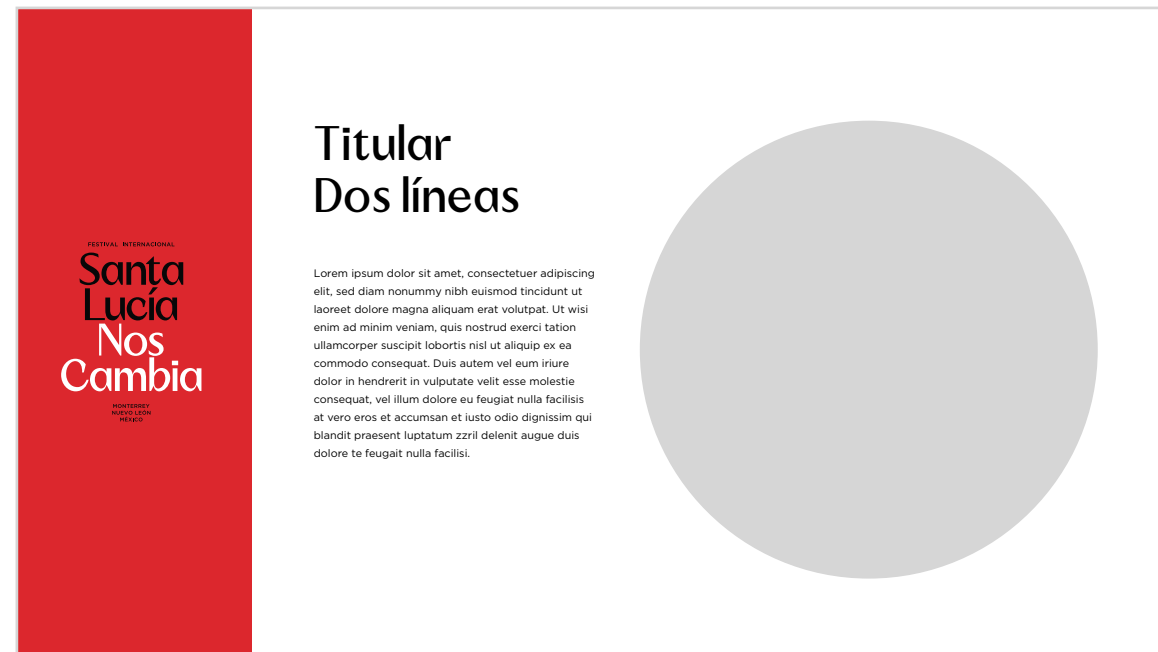 FESTIVAL INTERNACIONAL
Santa
Lucía
Nos
Cambia
MONTERREY
NUEVO LEÓN
MÉXICO
Titular
Dos líneas
Lorem ipsum dolor sit amet, consectetuer adipiscing
elit, sed diam nonummy nibh euismod tincidunt ut
laoreet dolore magna aliquam erat volutpat. Ut wisi
enim ad minim veniam, quis nostrud exerci tation
ullamcorper suscipit lobortis nisl ut aliquip ex ea
commodo consequat. Duis autem vel eum iriure
dolor in hendrerit in vulputate velit esse molestie
consequat, vel illum dolore eu feugiat nulla facilisis
at vero eros et accumsan et iusto odio dignissim qui
blandit praesent luptatum zzril delenit augue duis
dolore te feugait nulla facilisi.